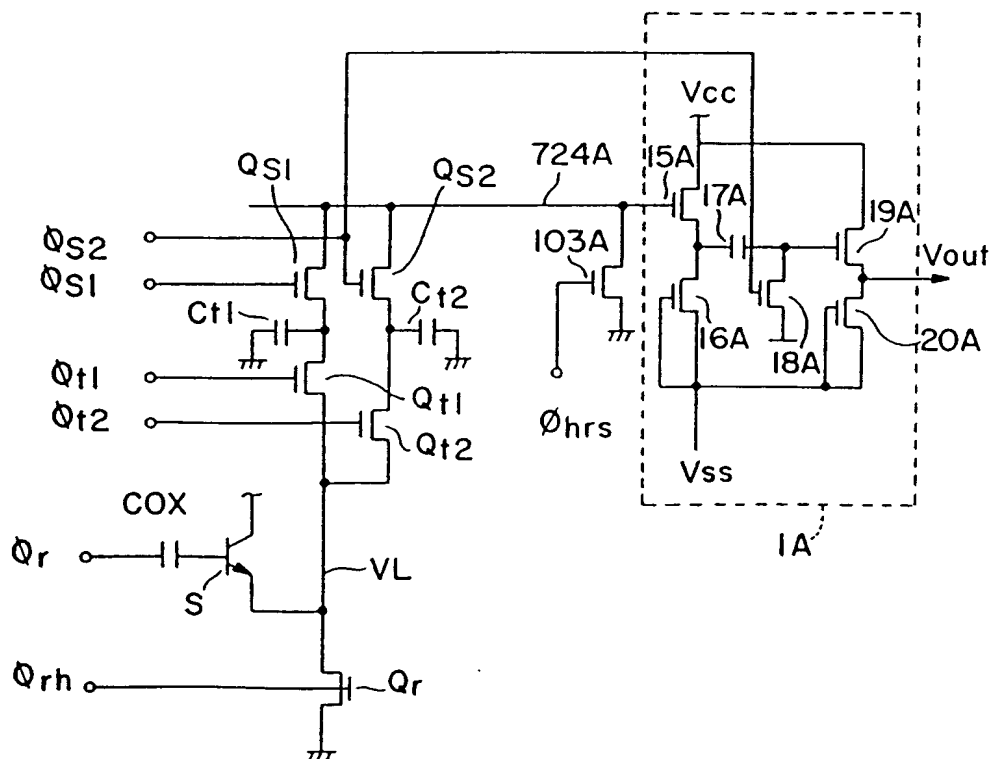 Vcc
724A
15A
QS1
QS2
17A
19A
103A
Vout
ØS2
ØS1
Ct1
Ct2
16A
18A
20A
Øt1
Qt1
Øt2
Qt2
Øhrs
Vss
COX
1A
Ør
S
VL
Ørh
Qr